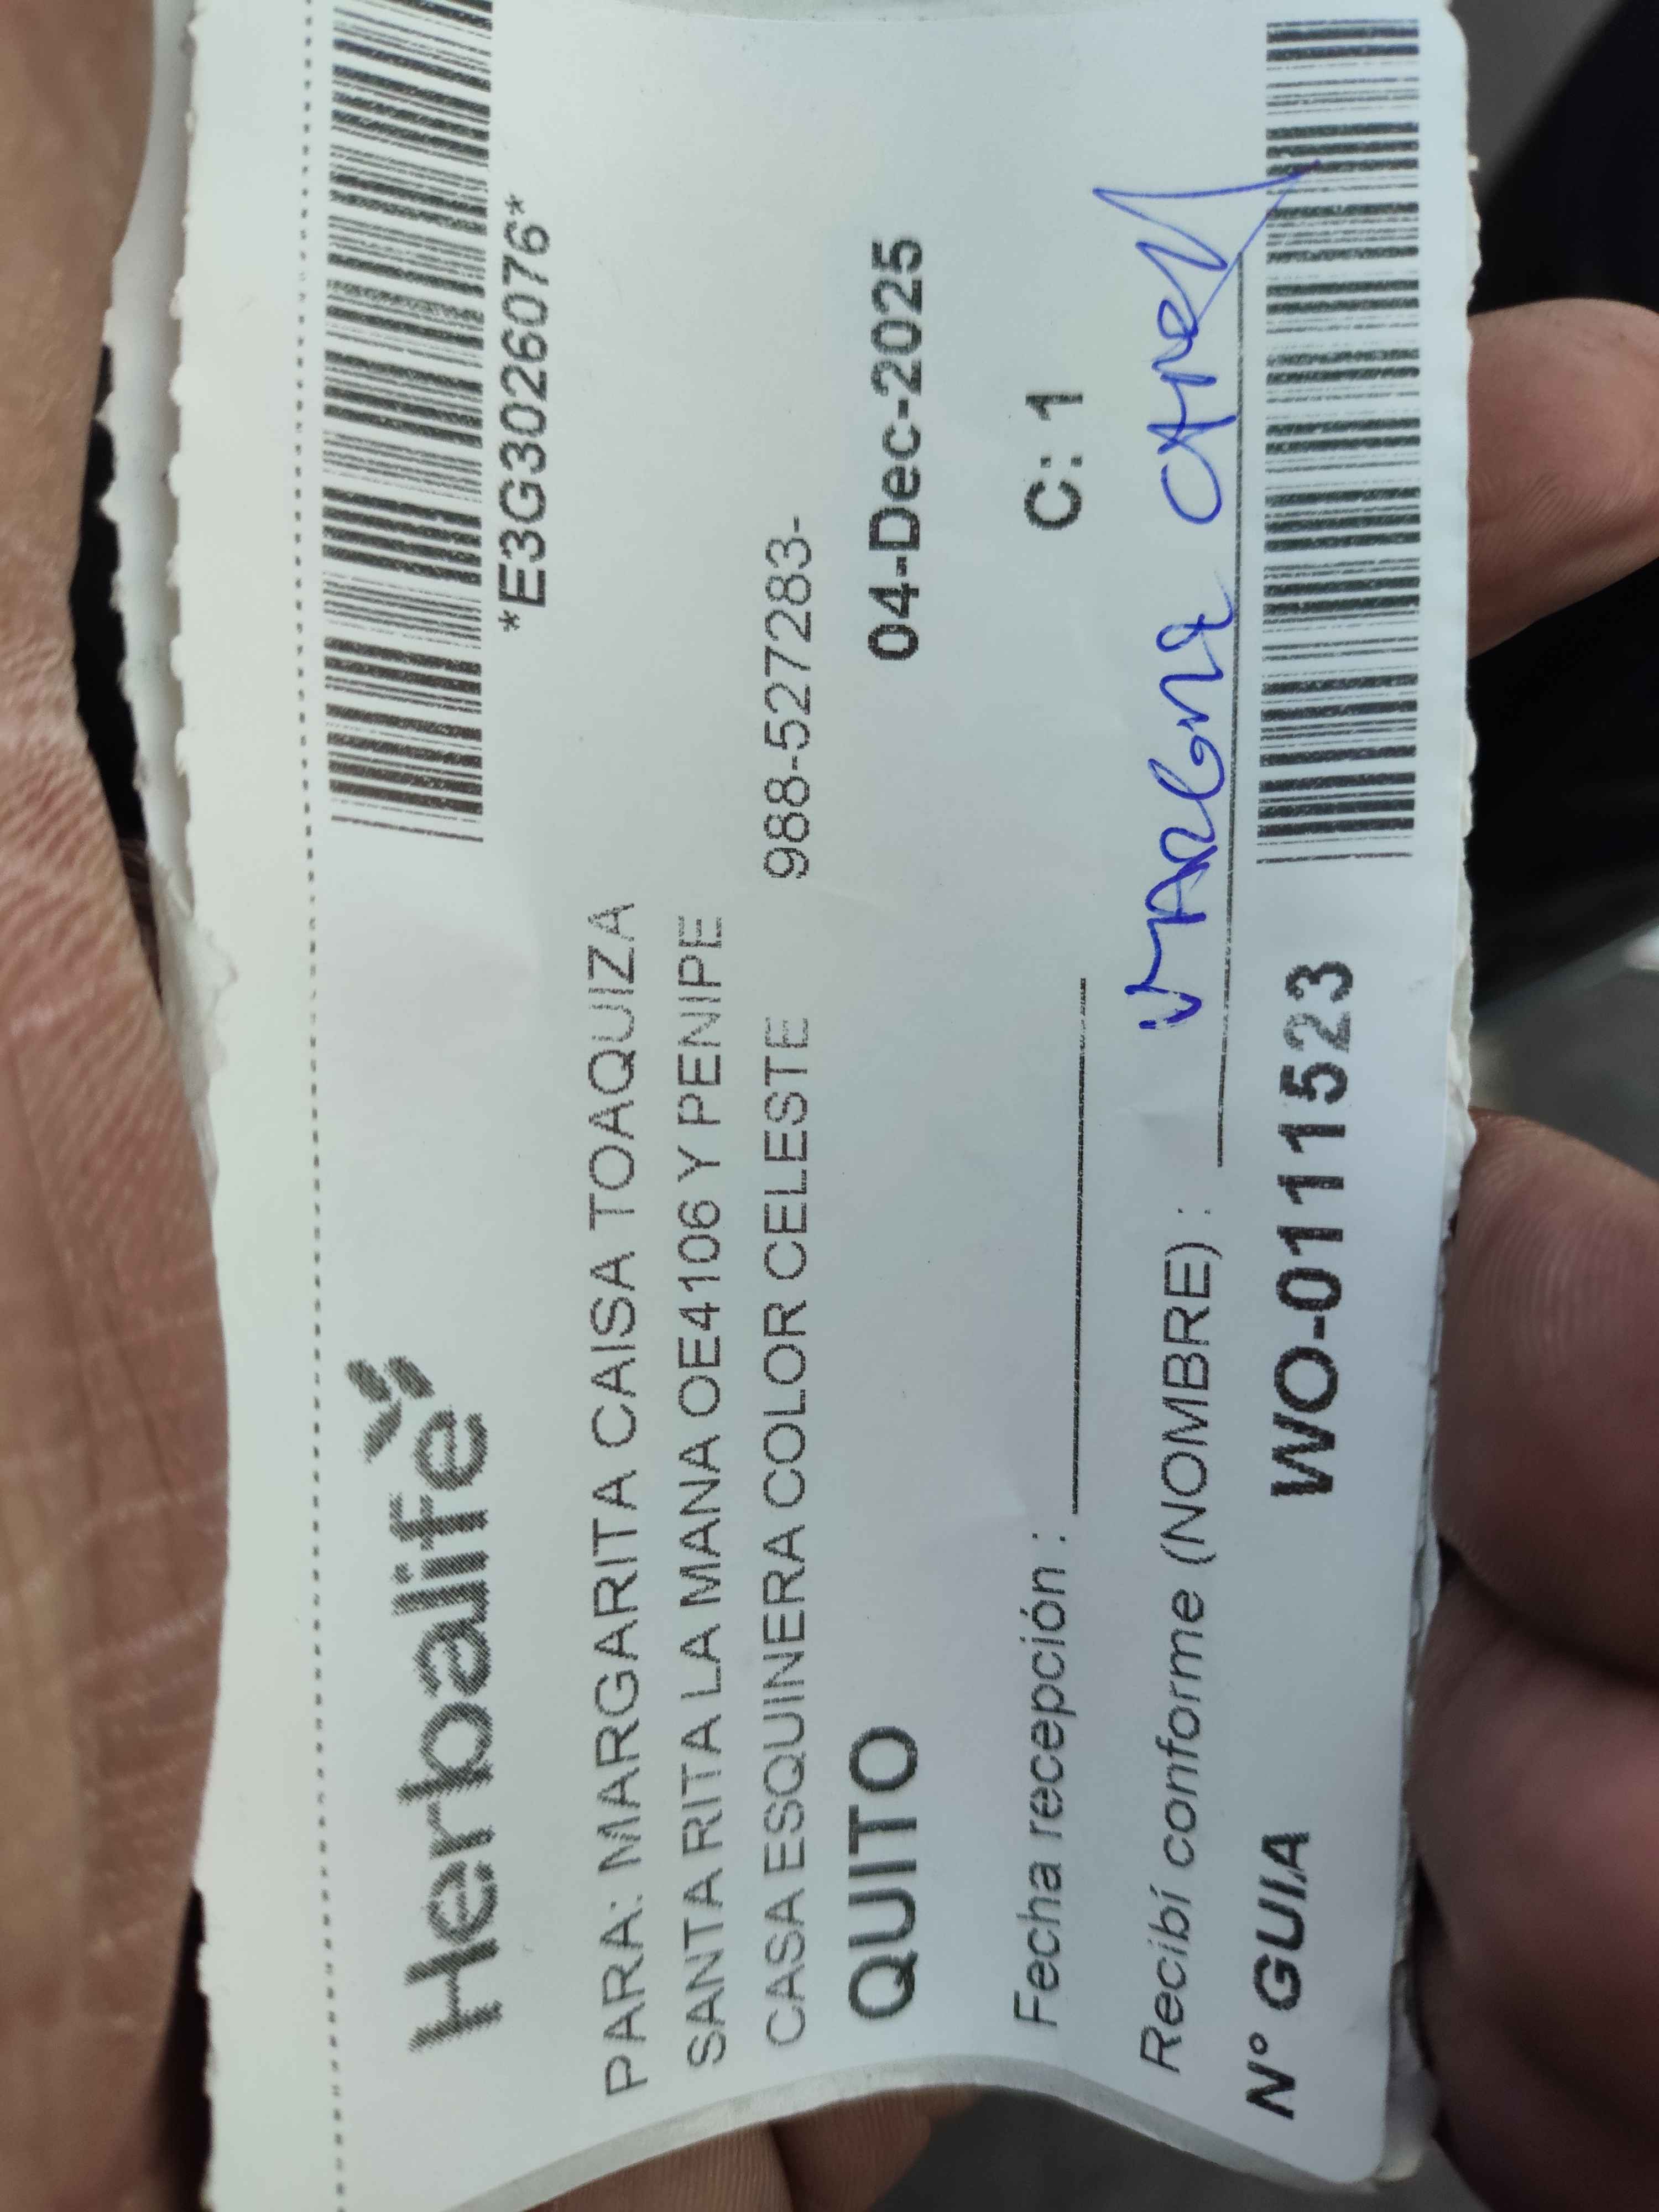 Herbalife
*E3G3026076*
PARA: MARGARITA CAISA TOAQUIZA
SANTA RITA LA MANA OE4106 Y PENIPE
CASA ESQUINERA COLOR CELESTE 988-527283-
QUITO 04-Dec-2025
Fecha recepción : C: 1
Recibí conforme (NOMBRE) :
N° GUIA WO-0111523